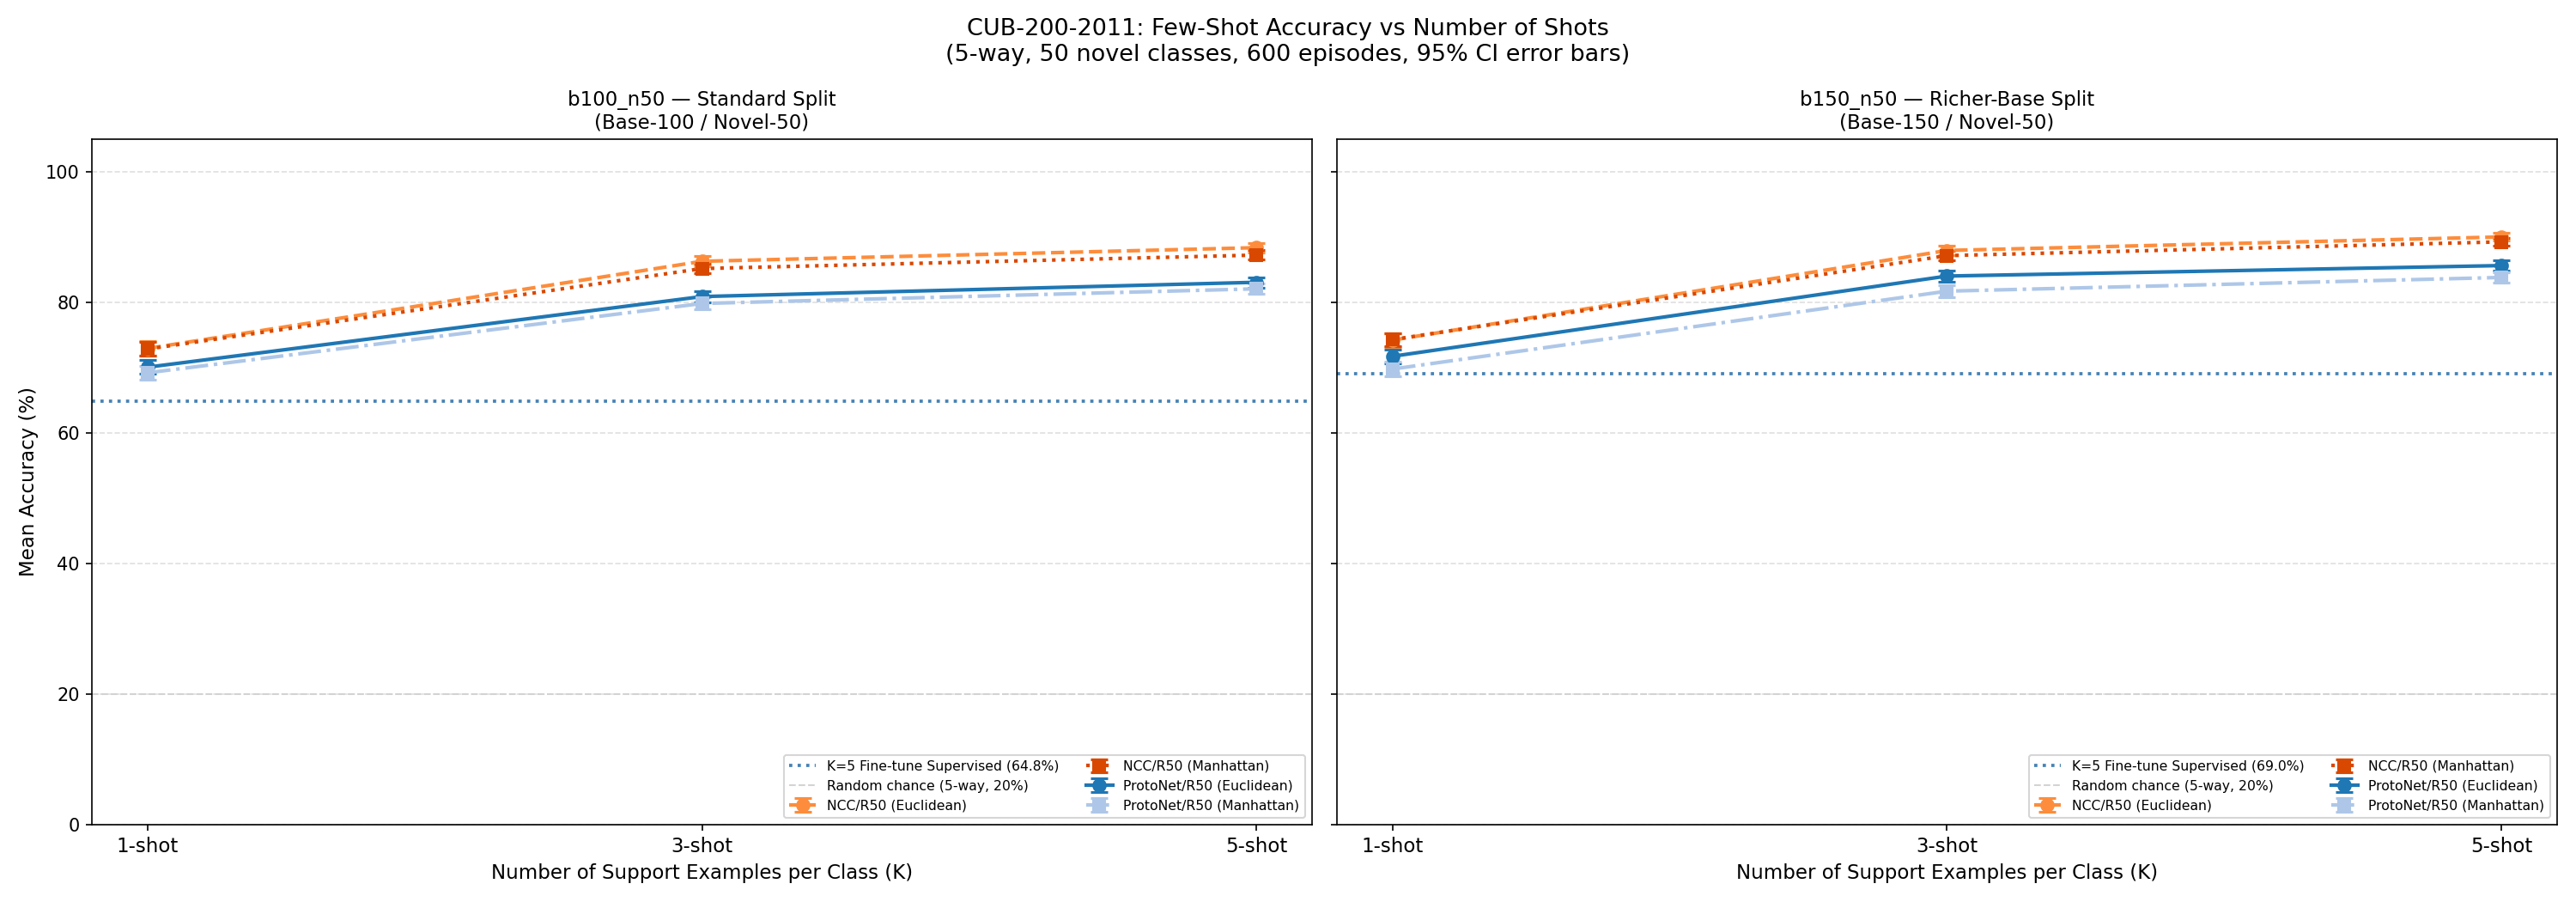 CUB-200-2011: Few-Shot Accuracy vs Number of Shots
(5-way, 50 novel classes, 600 episodes, 95% CI error bars)
b100_n50 — Standard Split
(Base-100 / Novel-50)
Mean Accuracy (%)
100
80
60
40
20
0
K=5 Fine-tune Supervised (64.8%)
Random chance (5-way, 20%)
NCC/R50 (Euclidean)
NCC/R50 (Manhattan)
ProtoNet/R50 (Euclidean)
ProtoNet/R50 (Manhattan)
1-shot
3-shot
5-shot
Number of Support Examples per Class (K)
b150_n50 — Richer-Base Split
(Base-150 / Novel-50)
K=5 Fine-tune Supervised (69.0%)
Random chance (5-way, 20%)
NCC/R50 (Euclidean)
NCC/R50 (Manhattan)
ProtoNet/R50 (Euclidean)
ProtoNet/R50 (Manhattan)
1-shot
3-shot
5-shot
Number of Support Examples per Class (K)